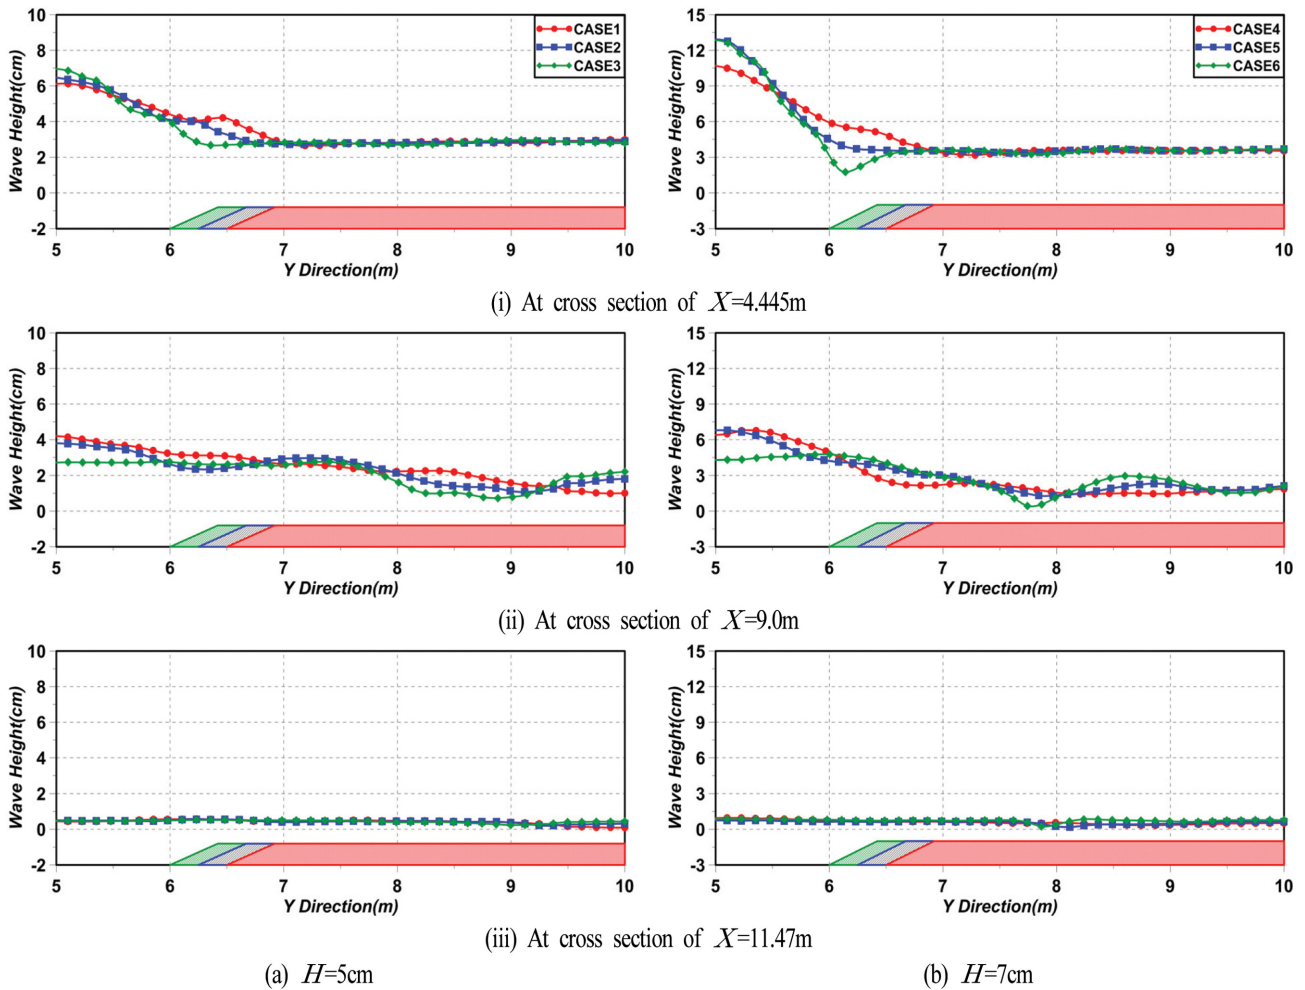 10
8
6
4
2
0
-2
Wave Height(cm)
CASE1
CASE2
CASE3
5 6 7 8 9 10
Y Direction(m)
15
12
9
6
3
0
-3
Wave Height(cm)
CASE4
CASE5
CASE6
5 6 7 8 9 10
Y Direction(m)
(i) At cross section of X=4.445m
10
8
6
4
2
0
-2
Wave Height(cm)
5 6 7 8 9 10
Y Direction(m)
15
12
9
6
3
0
-3
Wave Height(cm)
5 6 7 8 9 10
Y Direction(m)
(ii) At cross section of X=9.0m
10
8
6
4
2
0
-2
Wave Height(cm)
5 6 7 8 9 10
Y Direction(m)
15
12
9
6
3
0
-3
Wave Height(cm)
5 6 7 8 9 10
Y Direction(m)
(iii) At cross section of X=11.47m
(a) H=5cm
(b) H=7cm